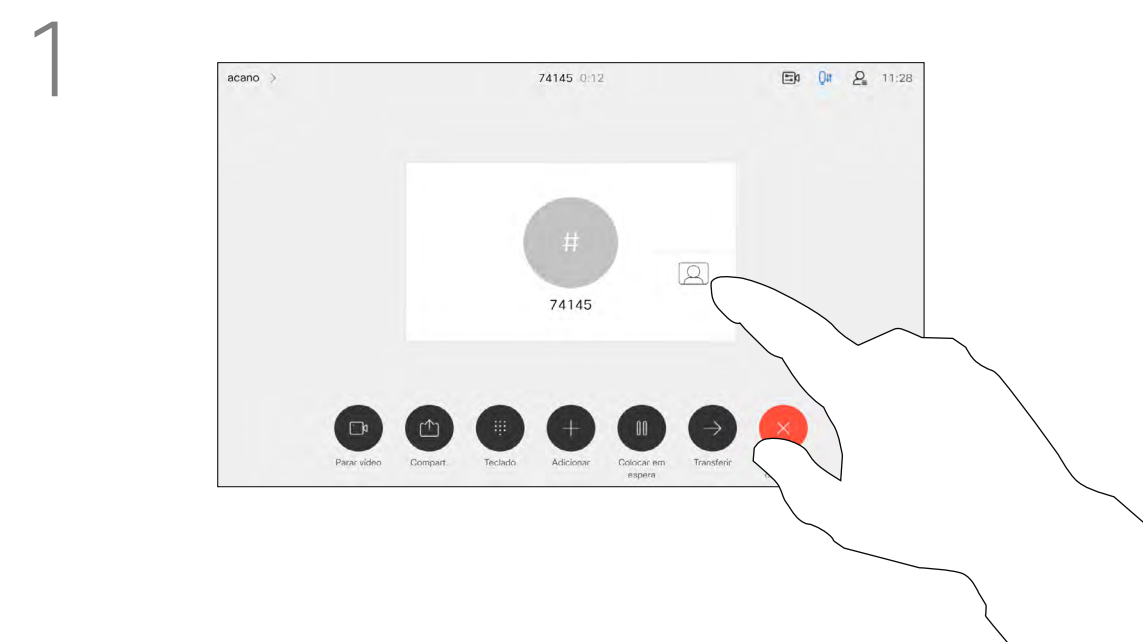 1
acano >
74145 0:12
11:28
#
74145
Parar vídeo
Compart...
Teclado
Adicionar
Colocar em
espera
Transferir